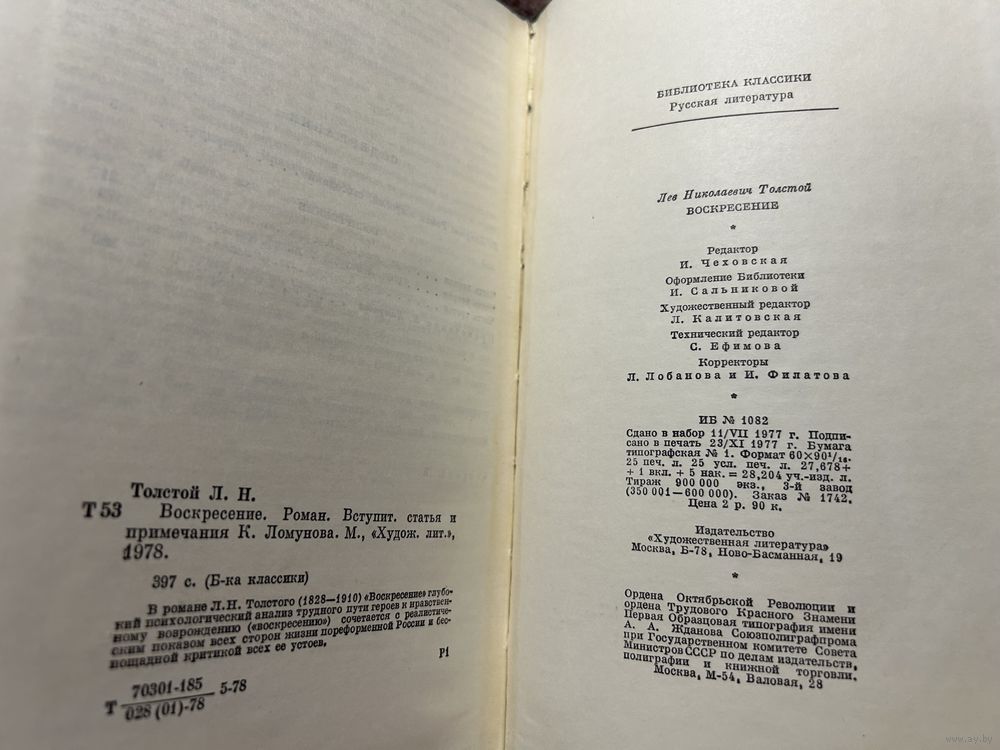 Толстой Л. Н.
Т 53 Воскресение. Роман. Вступит. статья и
примечания К. Ломунова. М., «Худож. лит.»,
1978.
397 с. (Б-ка классики)
В романе Л.Н. Толстого (1828—1910) «Воскресение» глубо-
кий психологический анализ трудного пути героев к нравствен-
ному возрождению («воскресению») сочетается с реалистиче-
ским показом всех сторон жизни пореформенной России и бес-
пощадной критикой всех ее устоев.
Р1
Т 70301-185 5-78
028 (01)-78
БИБЛИОТЕКА КЛАССИКИ
Русская литература
Лев Николаевич Толстой
ВОСКРЕСЕНИЕ
*
Редактор
И. Чеховская
Оформление Библиотеки
И. Сальниковой
Художественный редактор
Л. Калитовская
Технический редактор
С. Ефимова
Корректоры
Л. Лобанова и И. Филатова
*
ИБ № 1082
Сдано в набор 11/VII 1977 г. Подпи-
сано в печать 23/XI 1977 г. Бумага
типографская № 1. Формат 60×90¹/₁₆.
25 печ. л. 25 усл. печ. л. 27,678+
+ 1 вкл. + 5 нак. = 28,204 уч.-изд. л.
Тираж 900 000 экз., 3-й завод
(350 001—600 000). Заказ № 1742.
Цена 2 р. 90 к.
Издательство
«Художественная литература»
Москва, Б-78, Ново-Басманная, 19
*
Ордена Октябрьской Революции и
ордена Трудового Красного Знамени
Первая Образцовая типография имени
А. А. Жданова Союзполиграфпрома
при Государственном комитете Совета
Министров СССР по делам издательств,
полиграфии и книжной торговли.
Москва, М-54, Валовая, 28
www.ay.by